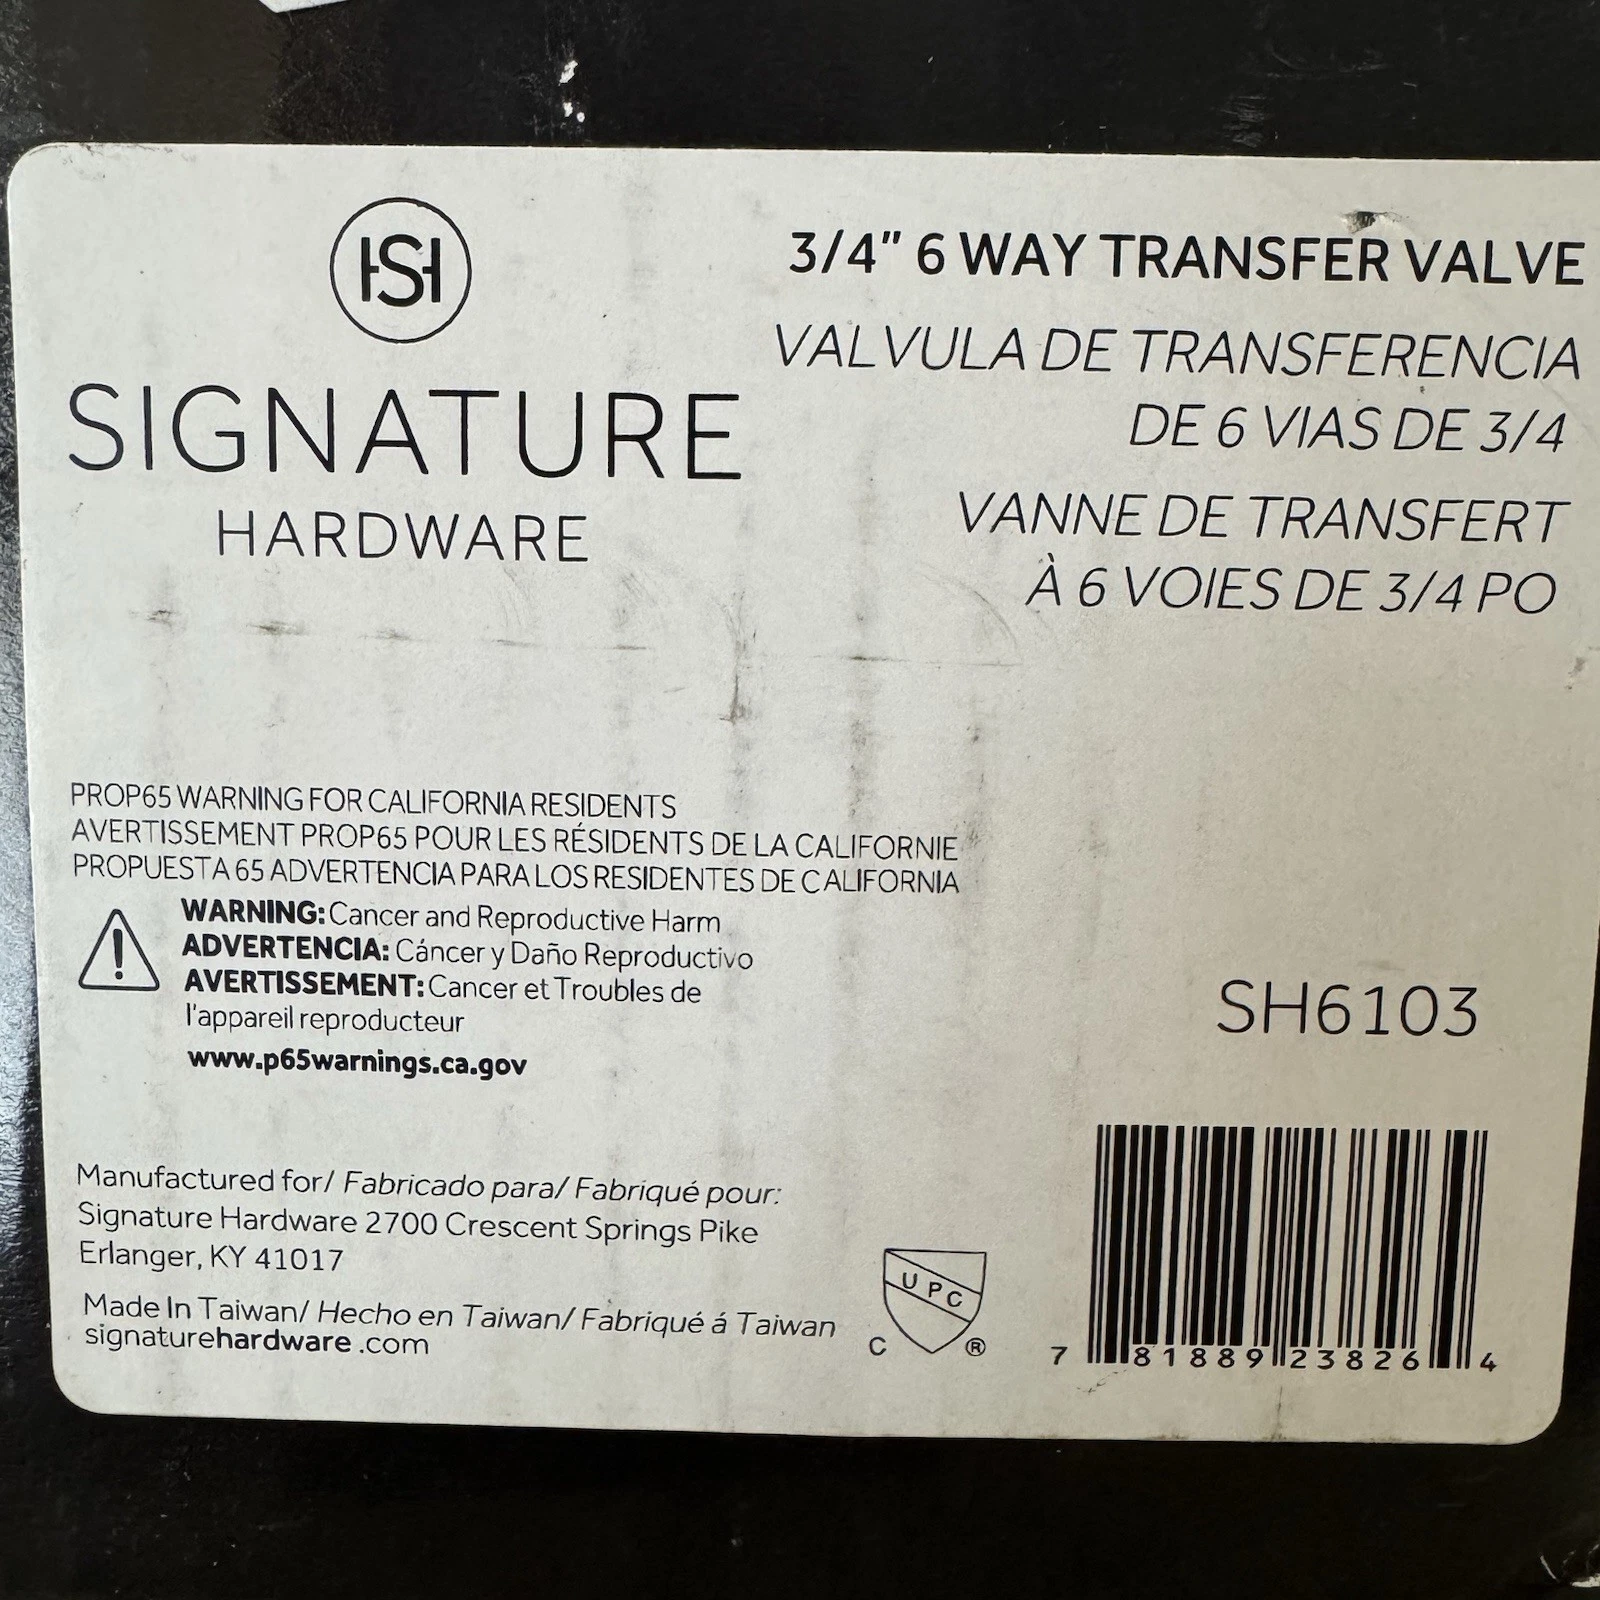 HS
SIGNATURE
HARDWARE
3/4" 6 WAY TRANSFER VALVE
VALVULA DE TRANSFERENCIA
DE 6 VIAS DE 3/4
VANNE DE TRANSFERT
À 6 VOIES DE 3/4 PO
PROP65 WARNING FOR CALIFORNIA RESIDENTS
AVERTISSEMENT PROP65 POUR LES RÉSIDENTS DE LA CALIFORNIE
PROPUESTA 65 ADVERTENCIA PARA LOS RESIDENTES DE CALIFORNIA
WARNING: Cancer and Reproductive Harm
ADVERTENCIA: Cáncer y Daño Reproductivo
AVERTISSEMENT: Cancer et Troubles de
l'appareil reproducteur
www.p65warnings.ca.gov
SH6103
Manufactured for/ Fabricado para/ Fabriqué pour:
Signature Hardware 2700 Crescent Springs Pike
Erlanger, KY 41017
Made In Taiwan/ Hecho en Taiwan/ Fabriqué á Taiwan
signaturehardware .com
UPC
C ®
7 81889 23826 4